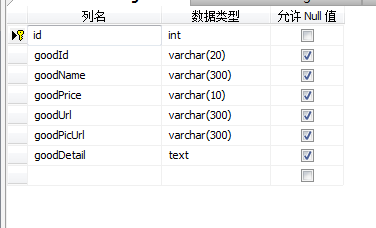 列名 数据类型 允许 Null 值
id int
goodId varchar(20)
goodName varchar(300)
goodPrice varchar(10)
goodUrl varchar(300)
goodPicUrl varchar(300)
goodDetail text